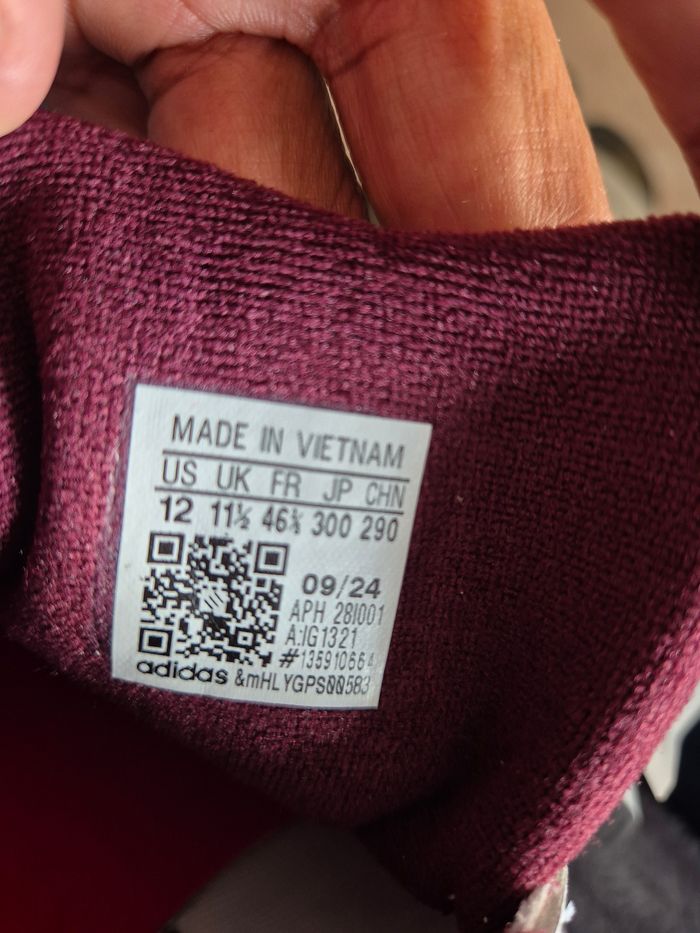 MADE IN VIETNAM
US UK FR JP CHN
12 11½ 46⅔ 300 290
09/24
APH 28I001
A:IG1321
#135910664
adidas &mHLYGPS00583